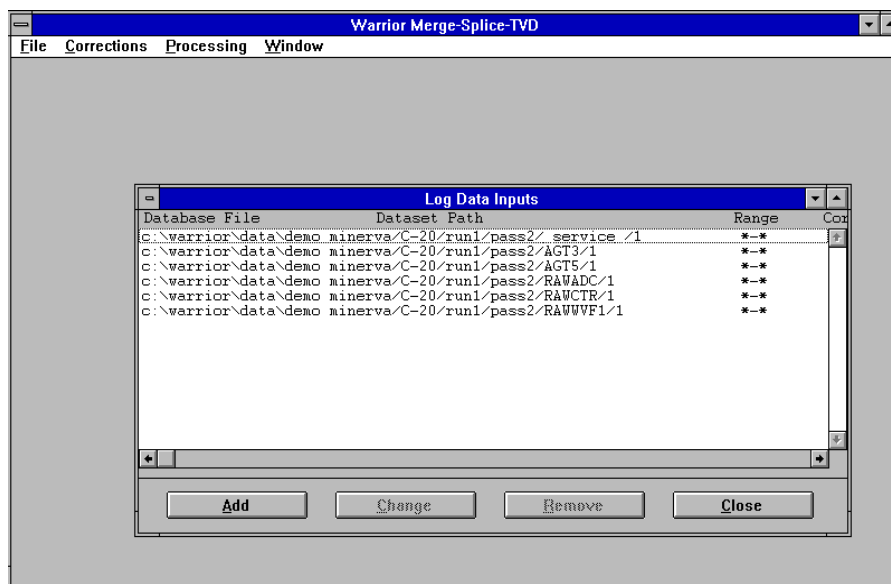 Warrior Merge-Splice-TVD
File Corrections Processing Window
Log Data Inputs
Database File Dataset Path Range Cor
c:\warrior\data\demo minerva/C-20/run1/pass2/_service_/1 *-*
c:\warrior\data\demo minerva/C-20/run1/pass2/AGT3/1 *-*
c:\warrior\data\demo minerva/C-20/run1/pass2/AGT5/1 *-*
c:\warrior\data\demo minerva/C-20/run1/pass2/RAWADC/1 *-*
c:\warrior\data\demo minerva/C-20/run1/pass2/RAWCTR/1 *-*
c:\warrior\data\demo minerva/C-20/run1/pass2/RAWWVF1/1 *-*
Add Change Remove Close